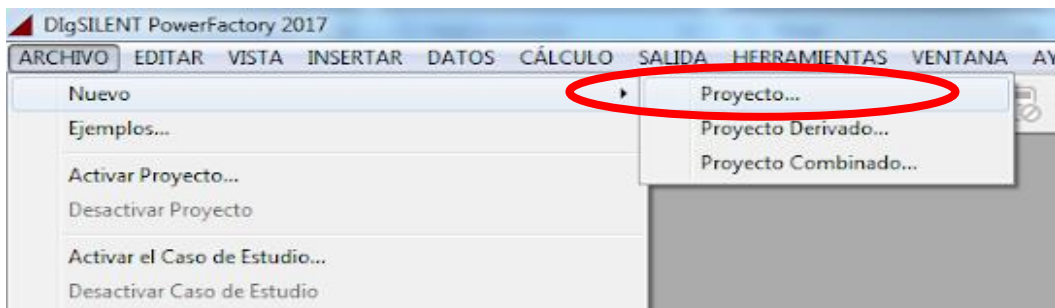 DIgSILENT PowerFactory 2017
ARCHIVO EDITAR VISTA INSERTAR DATOS CÁLCULO SALIDA HERRAMIENTAS VENTANA AY
Nuevo
Proyecto...
Ejemplos...
Proyecto Derivado...
Proyecto Combinado...
Activar Proyecto...
Desactivar Proyecto
Activar el Caso de Estudio...
Desactivar Caso de Estudio